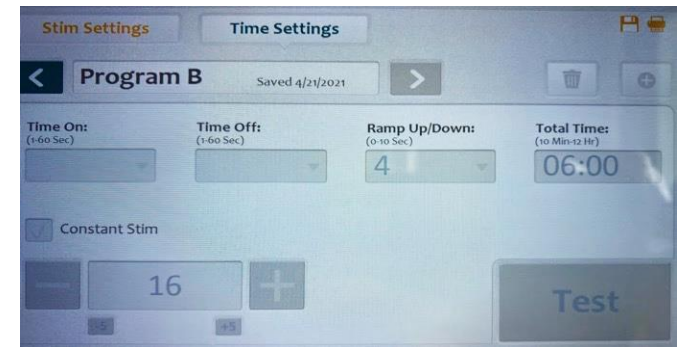 Stim Settings
Time Settings
Program B Saved 4/21/2021
Time On:
(1-60 Sec)
Time Off:
(1-60 Sec)
Ramp Up/Down:
(0-10 Sec)
4
Total Time:
(10 Min-12 Hr)
06:00
Constant Stim
16
-5
+5
Test